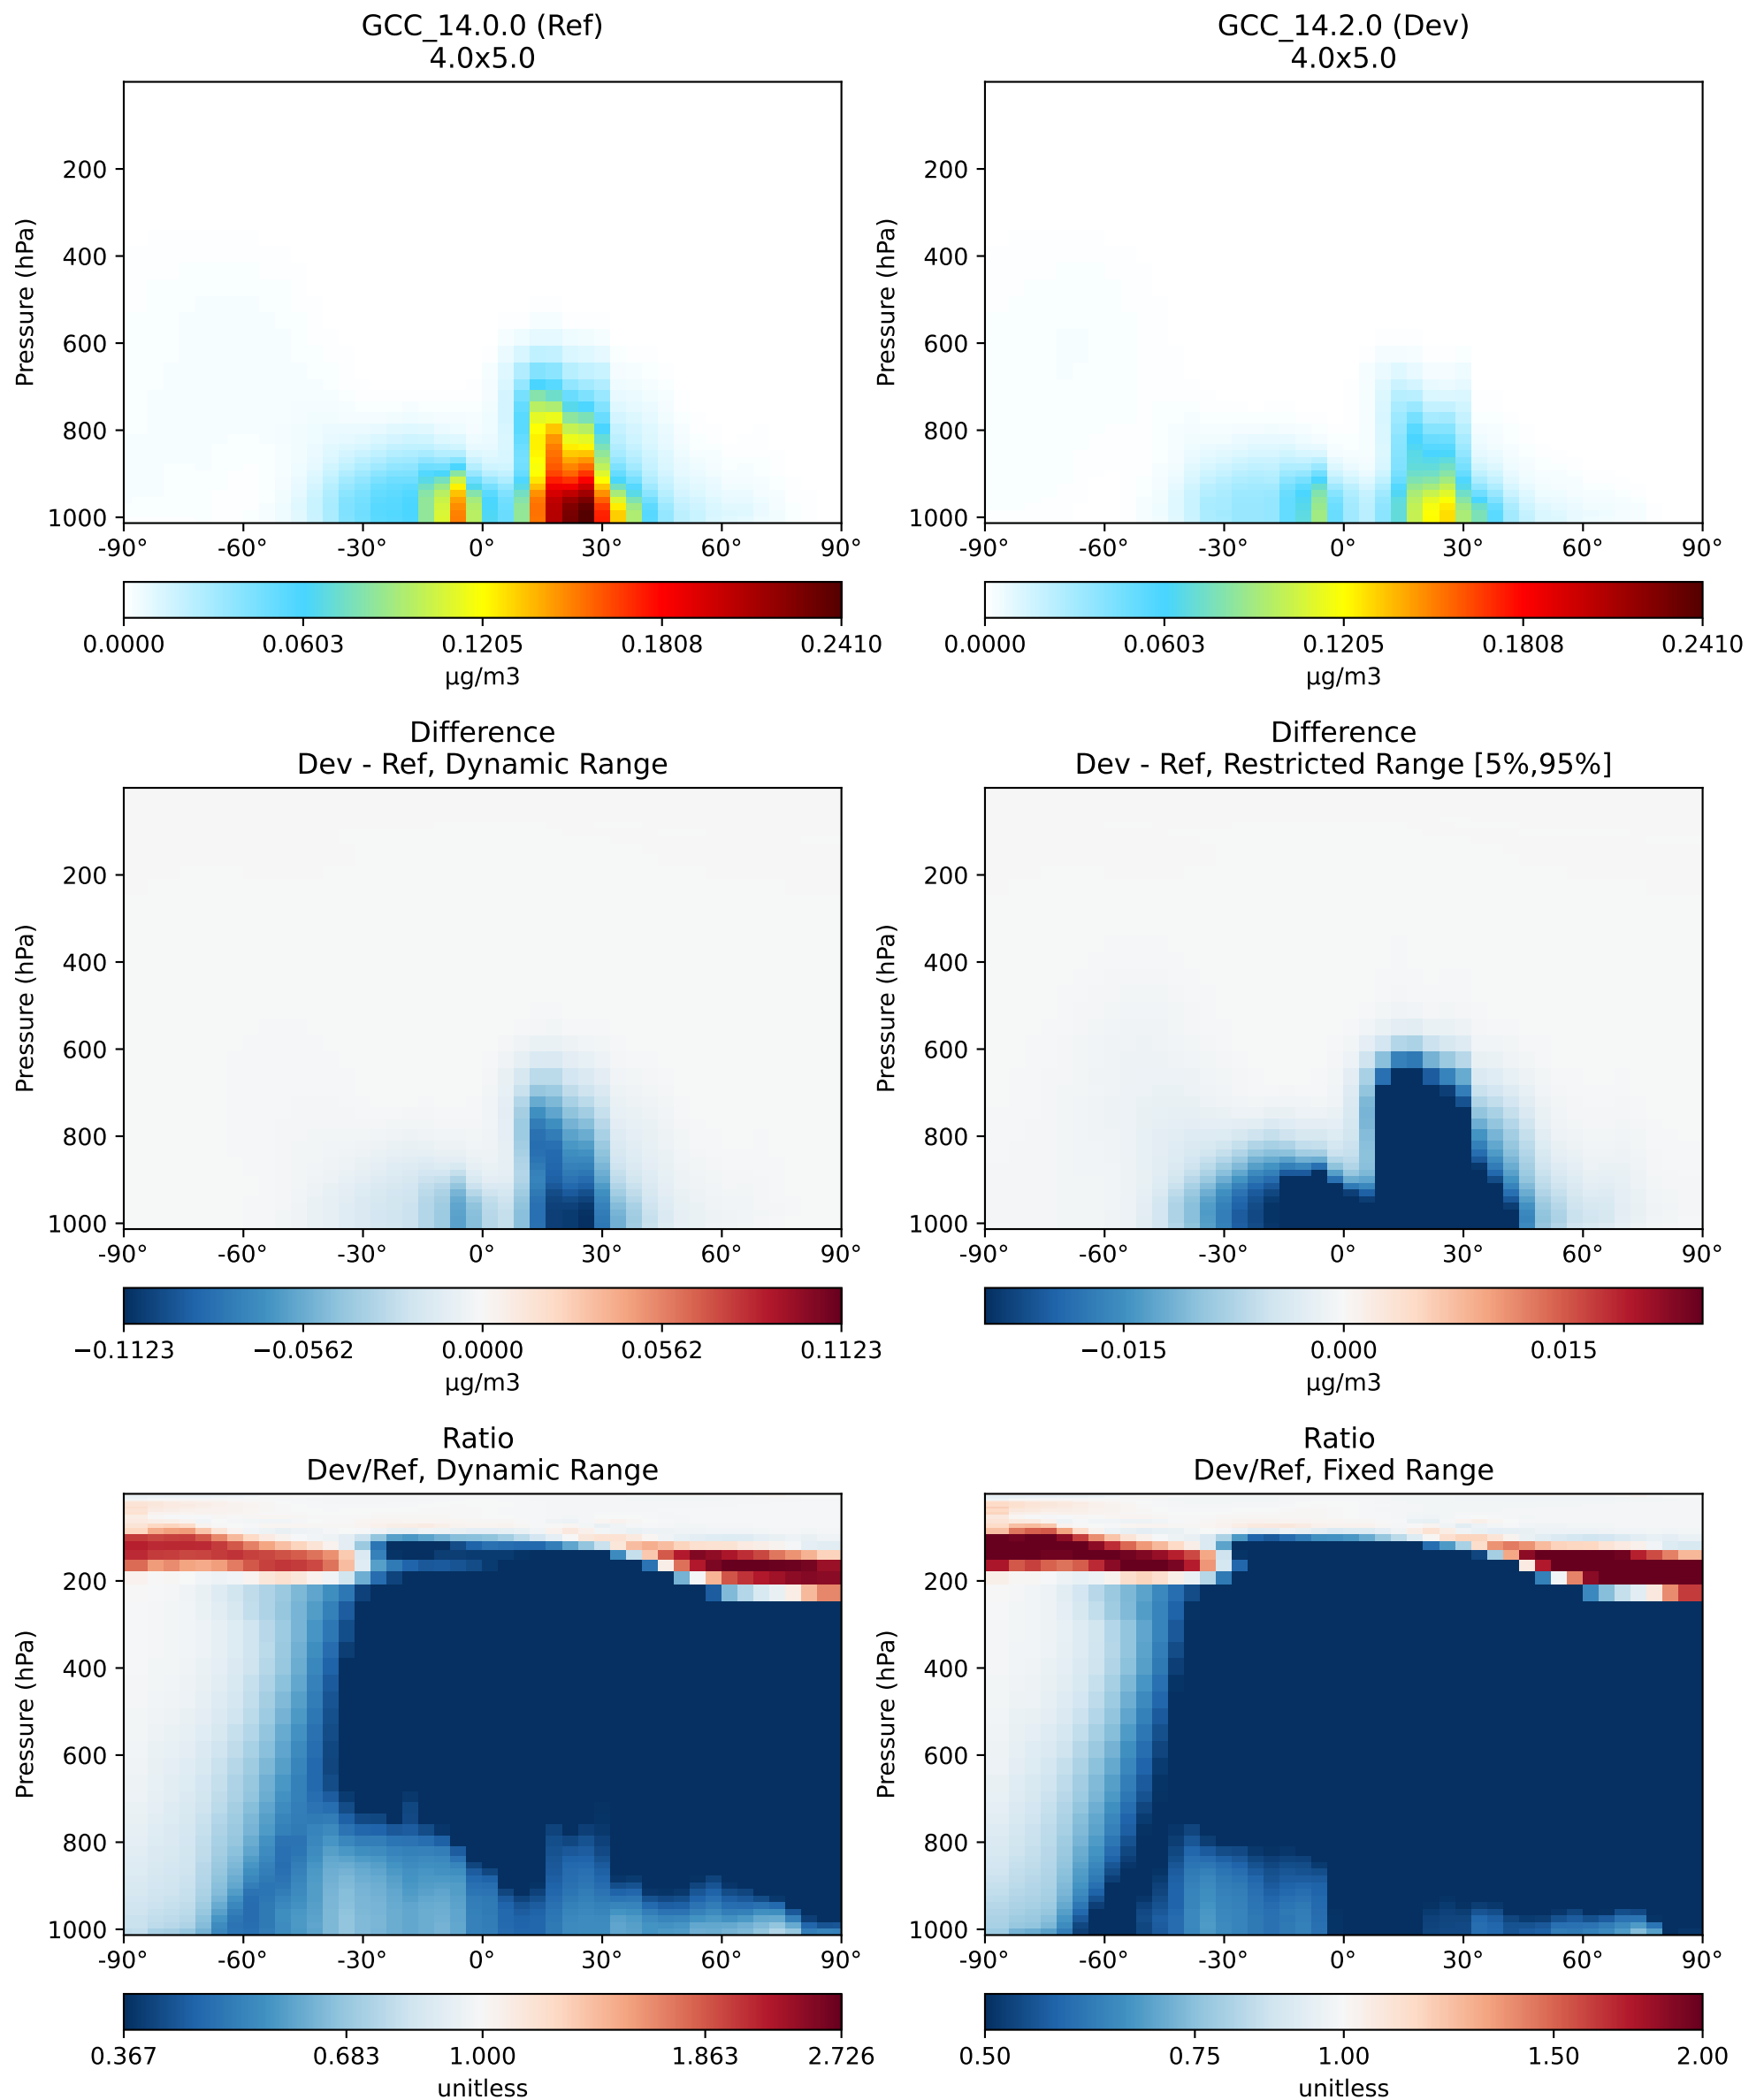 GCC_14.0.0 (Ref)
4.0x5.0
Pressure (hPa)
200
400
600
800
1000
-90° -60° -30° 0° 30° 60° 90°
0.0000 0.0603 0.1205 0.1808 0.2410
µg/m3
GCC_14.2.0 (Dev)
4.0x5.0
Pressure (hPa)
200
400
600
800
1000
-90° -60° -30° 0° 30° 60° 90°
0.0000 0.0603 0.1205 0.1808 0.2410
µg/m3
Difference
Dev - Ref, Dynamic Range
Pressure (hPa)
200
400
600
800
1000
-90° -60° -30° 0° 30° 60° 90°
−0.1123 −0.0562 0.0000 0.0562 0.1123
µg/m3
Difference
Dev - Ref, Restricted Range [5%,95%]
Pressure (hPa)
200
400
600
800
1000
-90° -60° -30° 0° 30° 60° 90°
−0.015 0.000 0.015
µg/m3
Ratio
Dev/Ref, Dynamic Range
Pressure (hPa)
200
400
600
800
1000
-90° -60° -30° 0° 30° 60° 90°
0.367 0.683 1.000 1.863 2.726
unitless
Ratio
Dev/Ref, Fixed Range
Pressure (hPa)
200
400
600
800
1000
-90° -60° -30° 0° 30° 60° 90°
0.50 0.75 1.00 1.50 2.00
unitless